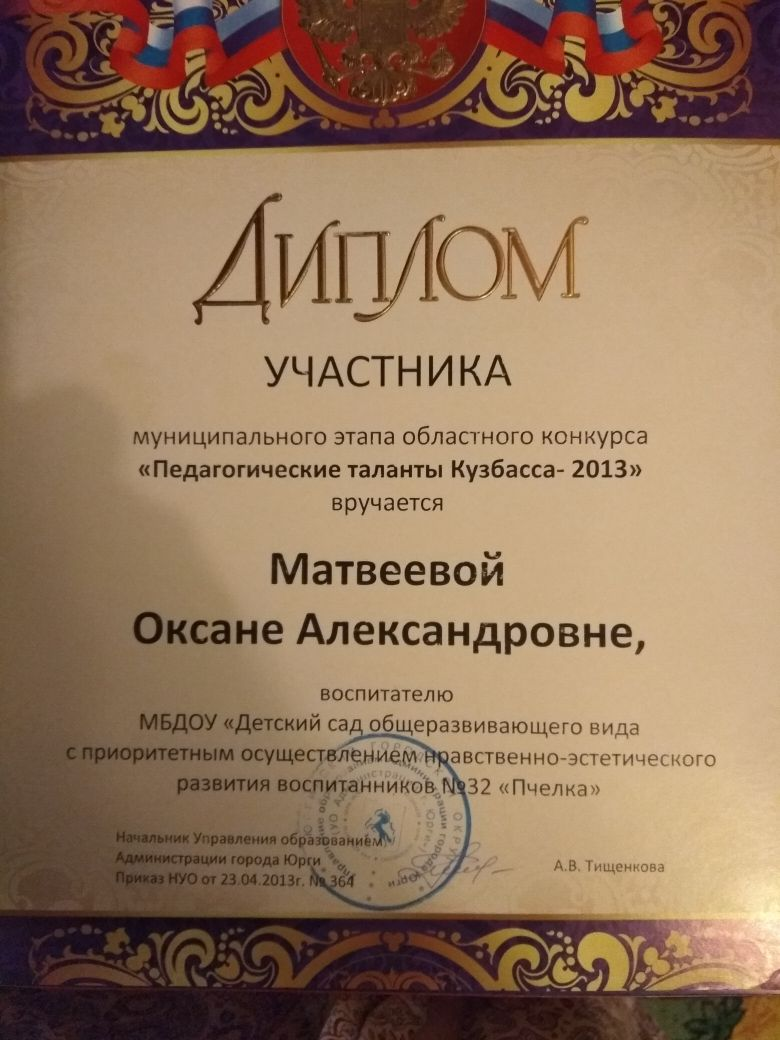 Диплом
УЧАСТНИКА
муниципального этапа областного конкурса
«Педагогические таланты Кузбасса- 2013»
вручается
Матвеевой
Оксане Александровне,
воспитателю
МБДОУ «Детский сад общеразвивающего вида
с приоритетным осуществлением нравственно-эстетического
развития воспитанников №32 «Пчелка»
Начальник Управления образованием
Администрации города Юрги
Приказ НУО от 23.04.2013г. № 364
А.В. Тищенкова